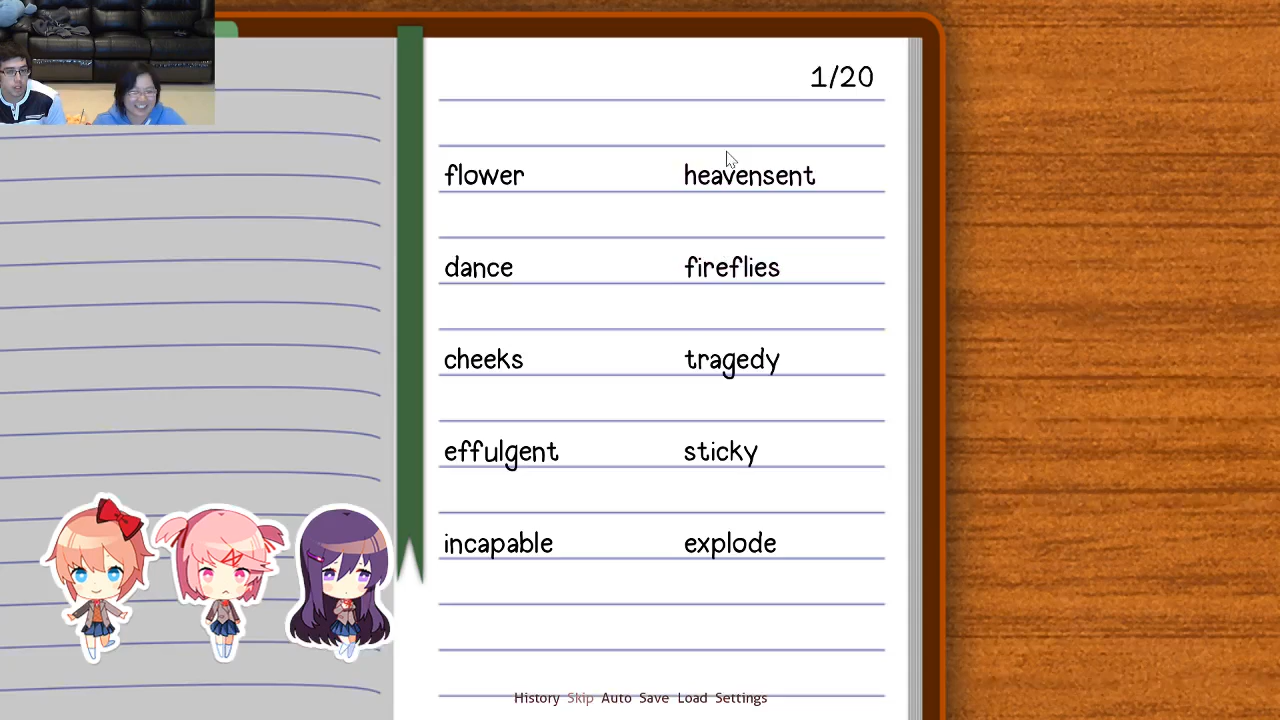 1/20
flower heavensent
dance fireflies
cheeks tragedy
effulgent sticky
incapable explode
History Skip Auto Save Load Settings